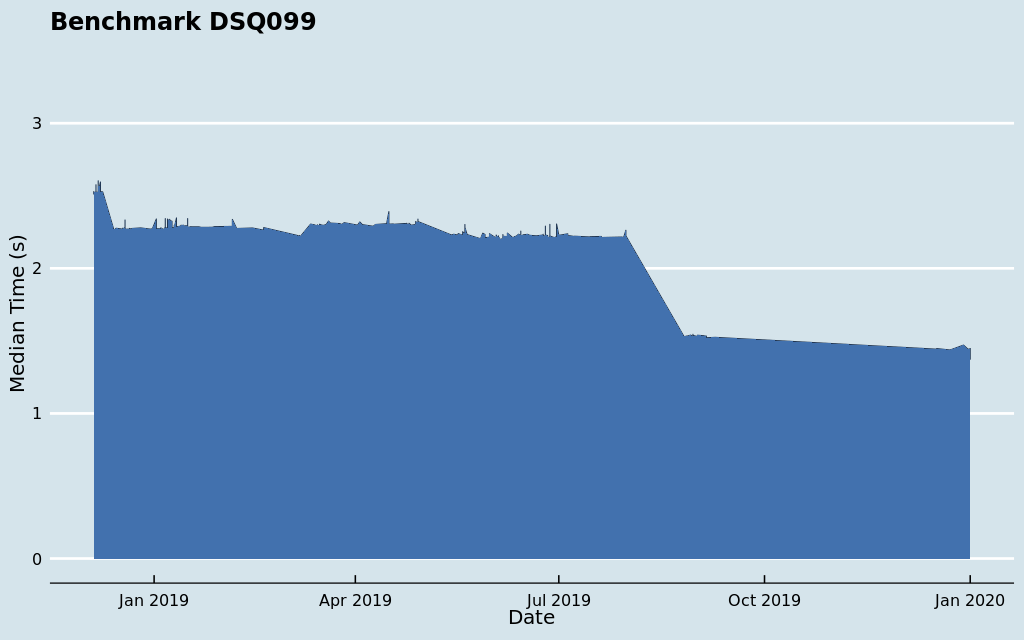 Benchmark DSQ099
3
2
1
0
Median Time (s)
Jan 2019
Apr 2019
Jul 2019
Oct 2019
Jan 2020
Date